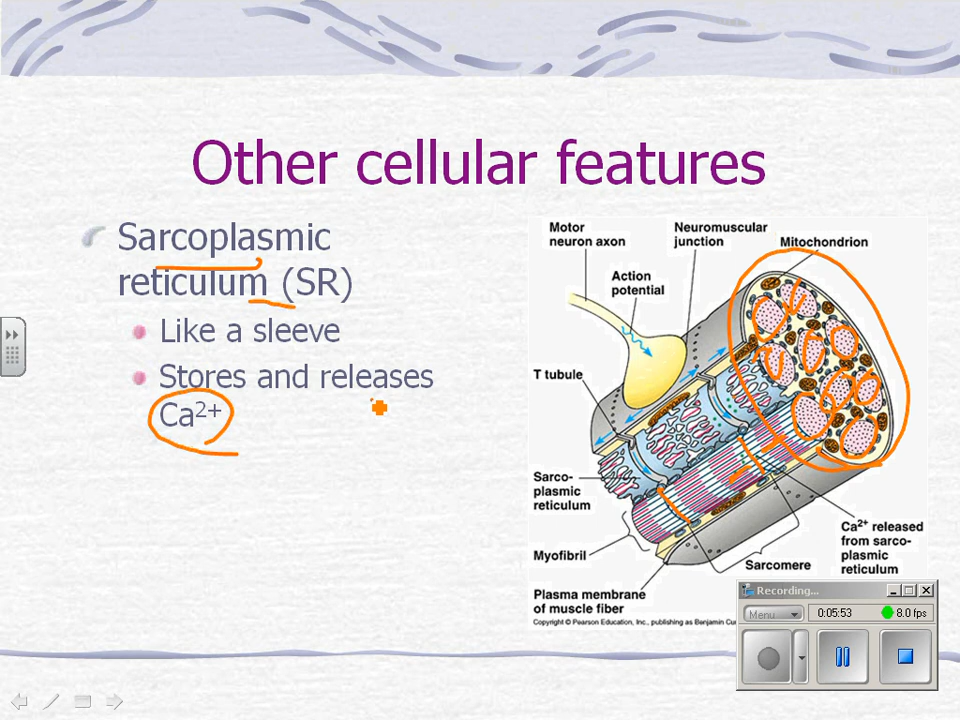 Other cellular features
Sarcoplasmic
reticulum (SR)
Like a sleeve
Stores and releases
Ca2+
Motor
neuron axon
Neuromuscular
junction
Mitochondrion
Action
potential
T tubule
Sarco-
plasmic
reticulum
Myofibril
Plasma membrane
of muscle fiber
Sarcomere
Ca2+ released
from sarco-
plasmic
reticulum
Copyright © Pearson Education, Inc., publishing as Benjamin
Recording...
Menu
0:05:53
8.0 fps